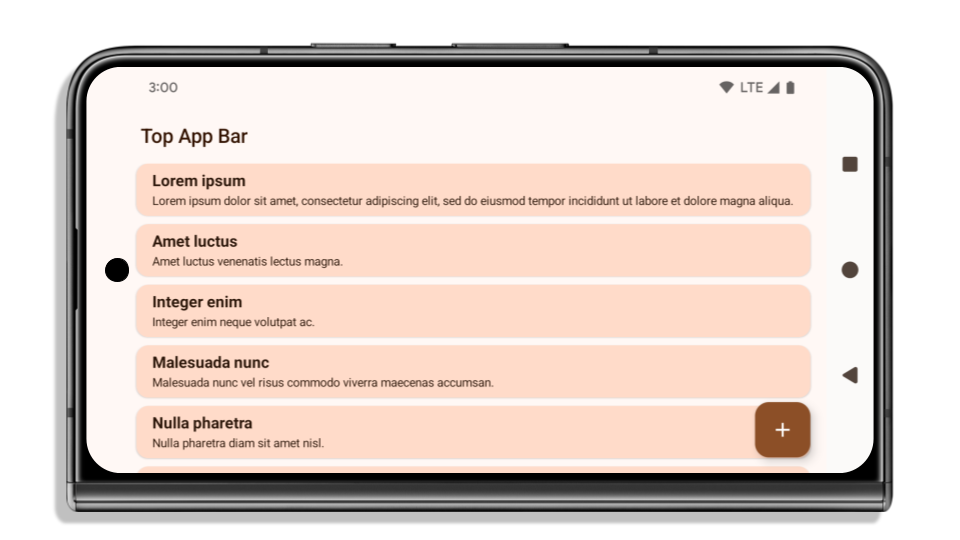 3:00
LTE
Top App Bar
Lorem ipsum
Lorem ipsum dolor sit amet, consectetur adipiscing elit, sed do eiusmod tempor incididunt ut labore et dolore magna aliqua.
Amet luctus
Amet luctus venenatis lectus magna.
Integer enim
Integer enim neque volutpat ac.
Malesuada nunc
Malesuada nunc vel risus commodo viverra maecenas accumsan.
Nulla pharetra
Nulla pharetra diam sit amet nisl.
+